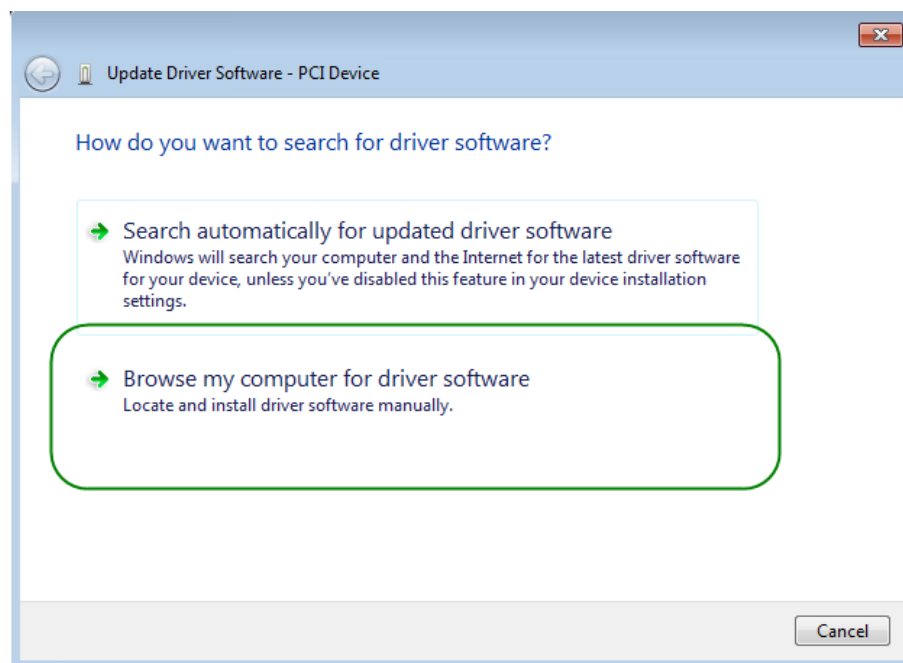 Update Driver Software - PCI Device
How do you want to search for driver software?
Search automatically for updated driver software
Windows will search your computer and the Internet for the latest driver software
for your device, unless you've disabled this feature in your device installation
settings.
Browse my computer for driver software
Locate and install driver software manually.
Cancel